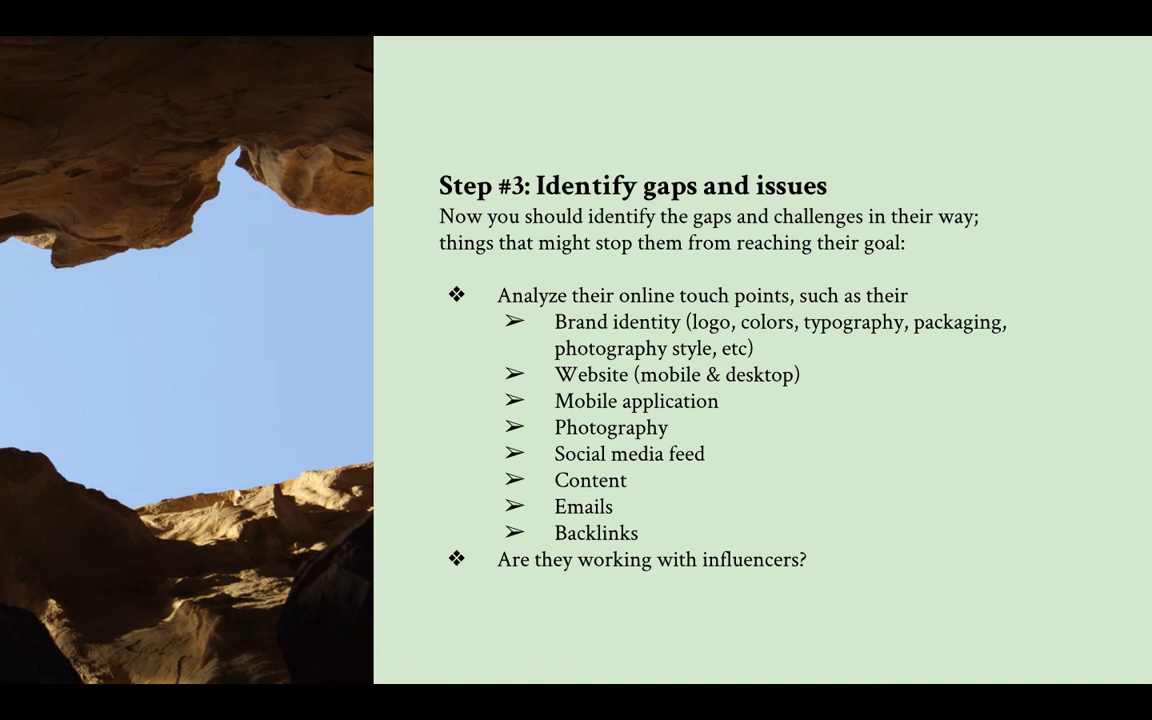 Step #3: Identify gaps and issues
Now you should identify the gaps and challenges in their way;
things that might stop them from reaching their goal:
❖ Analyze their online touch points, such as their
➢ Brand identity (logo, colors, typography, packaging,
photography style, etc)
➢ Website (mobile & desktop)
➢ Mobile application
➢ Photography
➢ Social media feed
➢ Content
➢ Emails
➢ Backlinks
❖ Are they working with influencers?